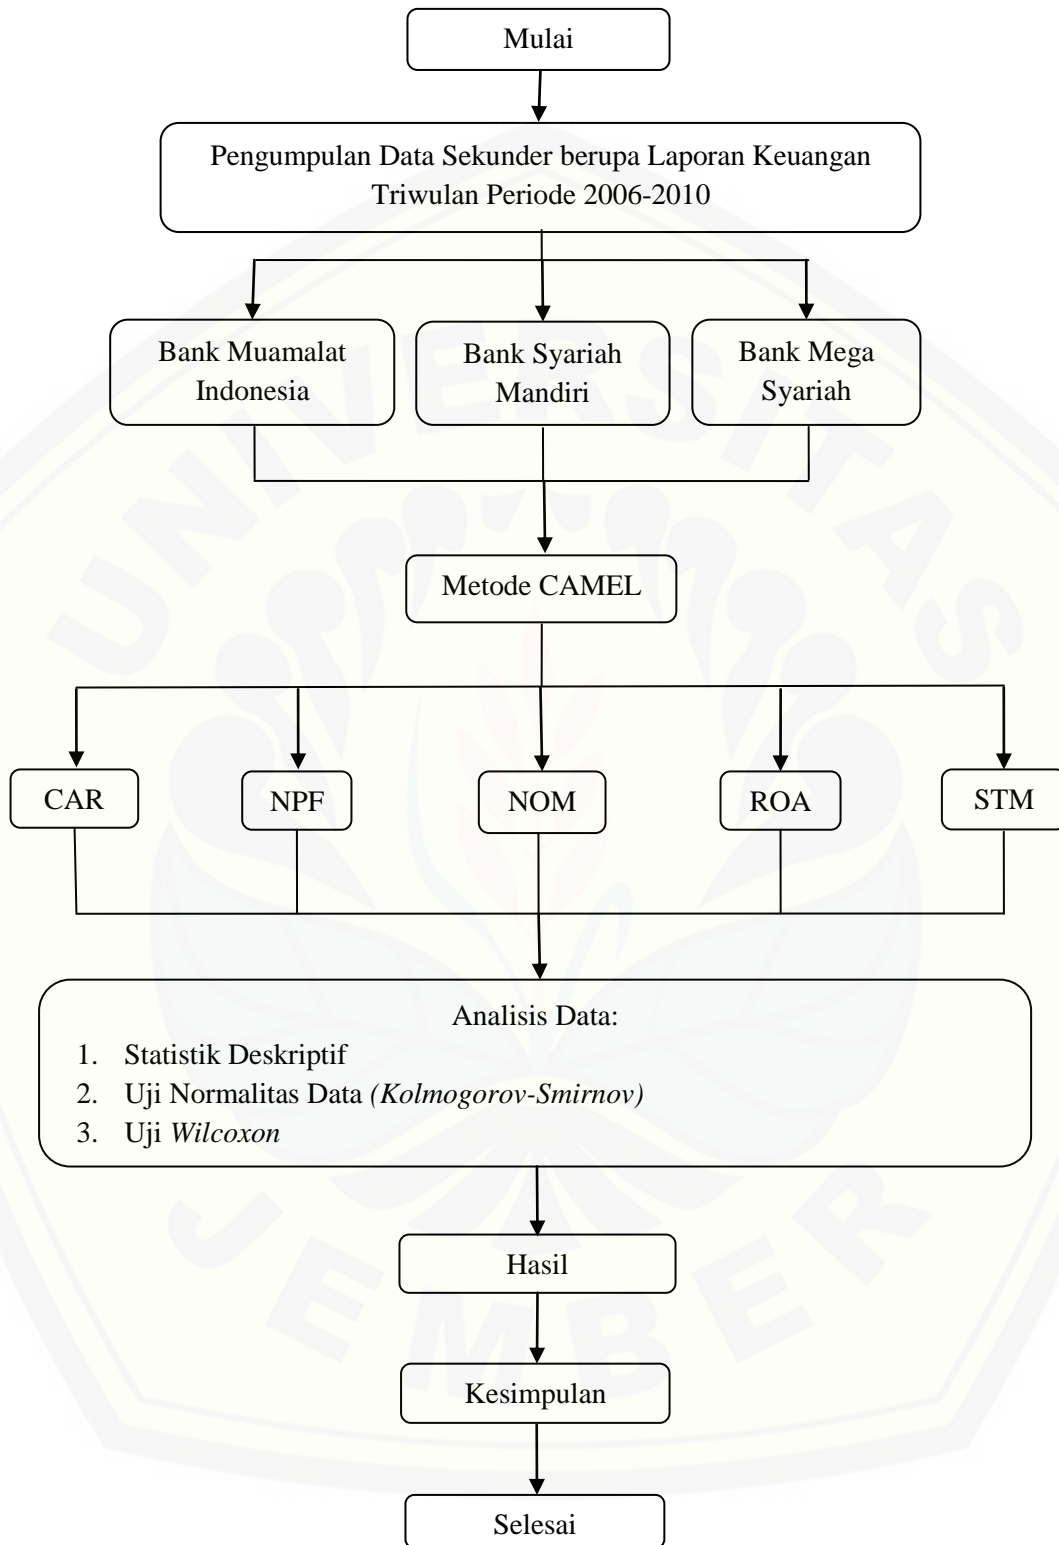 Mulai
Pengumpulan Data Sekunder berupa Laporan Keuangan
Triwulan Periode 2006-2010
Bank Muamalat
Indonesia
Bank Syariah
Mandiri
Bank Mega
Syariah
Metode CAMEL
CAR
NPF
NOM
ROA
STM
Analisis Data:
1. Statistik Deskriptif
2. Uji Normalitas Data (Kolmogorov-Smirnov)
3. Uji Wilcoxon
Hasil
Kesimpulan
Selesai
UNIVERSITAS
JEMBER